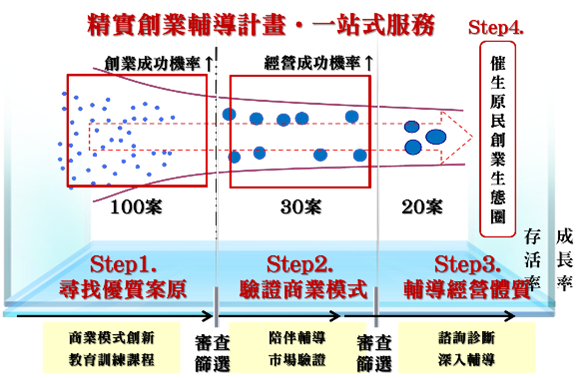 精實創業輔導計畫・一站式服務
Step4.
催生原民創業生態圈
創業成功機率↑
經營成功機率↑
100案
30案
20案
存活率
成長率
Step1.
尋找優質案原
Step2.
驗證商業模式
Step3.
輔導經營體質
商業模式創新
教育訓練課程
審查
篩選
陪伴輔導
市場驗證
審查
篩選
諮詢診斷
深入輔導